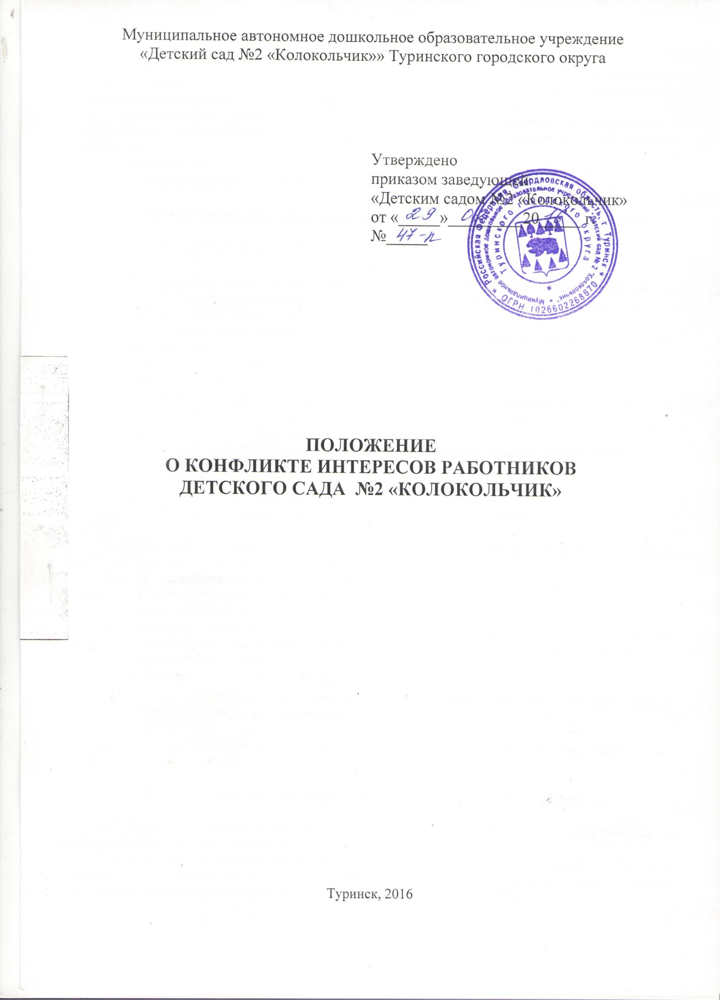 Муниципальное автономное дошкольное образовательное учреждение
«Детский сад №2 «Колокольчик»» Туринского городского округа
Утверждено
приказом заведующей
«Детским садом №2 «Колокольчик»
от « 29 » 20 16 г
№ 47-п
* Российская Федерация, Свердловская область, г Туринск *
ОГРН 1026602268670
* Муниципальное автономное дошкольное образовательное учреждение "Детский сад № 2 "Колокольчик"
Туринского городского округа
*
ПОЛОЖЕНИЕ
О КОНФЛИКТЕ ИНТЕРЕСОВ РАБОТНИКОВ
ДЕТСКОГО САДА №2 «КОЛОКОЛЬЧИК»
Туринск, 2016